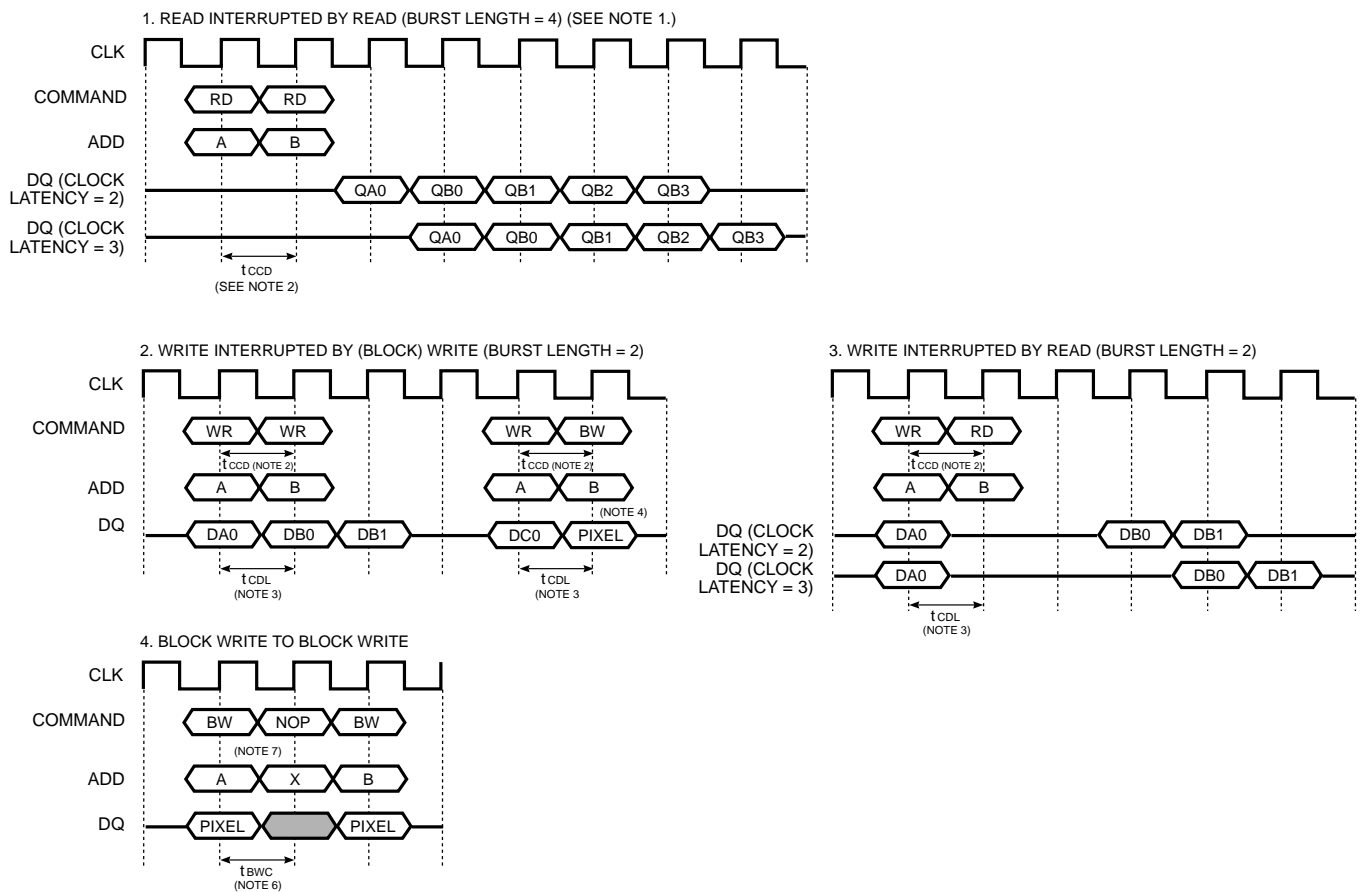 1. READ INTERRUPTED BY READ (BURST LENGTH = 4) (SEE NOTE 1.)
CLK
COMMAND RD RD
ADD A B
DQ (CLOCK
LATENCY = 2) QA0 QB0 QB1 QB2 QB3
DQ (CLOCK
LATENCY = 3) QA0 QB0 QB1 QB2 QB3
tCCD
(SEE NOTE 2)
2. WRITE INTERRUPTED BY (BLOCK) WRITE (BURST LENGTH = 2)
CLK
COMMAND WR WR WR BW
tCCD (NOTE 2) tCCD (NOTE 2)
ADD A B A B
(NOTE 4)
DQ DA0 DB0 DB1 DC0 PIXEL
tCDL tCDL
(NOTE 3) (NOTE 3
3. WRITE INTERRUPTED BY READ (BURST LENGTH = 2)
WR RD
tCCD (NOTE 2)
A B
DQ (CLOCK
LATENCY = 2) DA0 DB0 DB1
DQ (CLOCK
LATENCY = 3) DA0 DB0 DB1
tCDL
(NOTE 3)
4. BLOCK WRITE TO BLOCK WRITE
CLK
COMMAND BW NOP BW
(NOTE 7)
ADD A X B
DQ PIXEL PIXEL
tBWC
(NOTE 6)